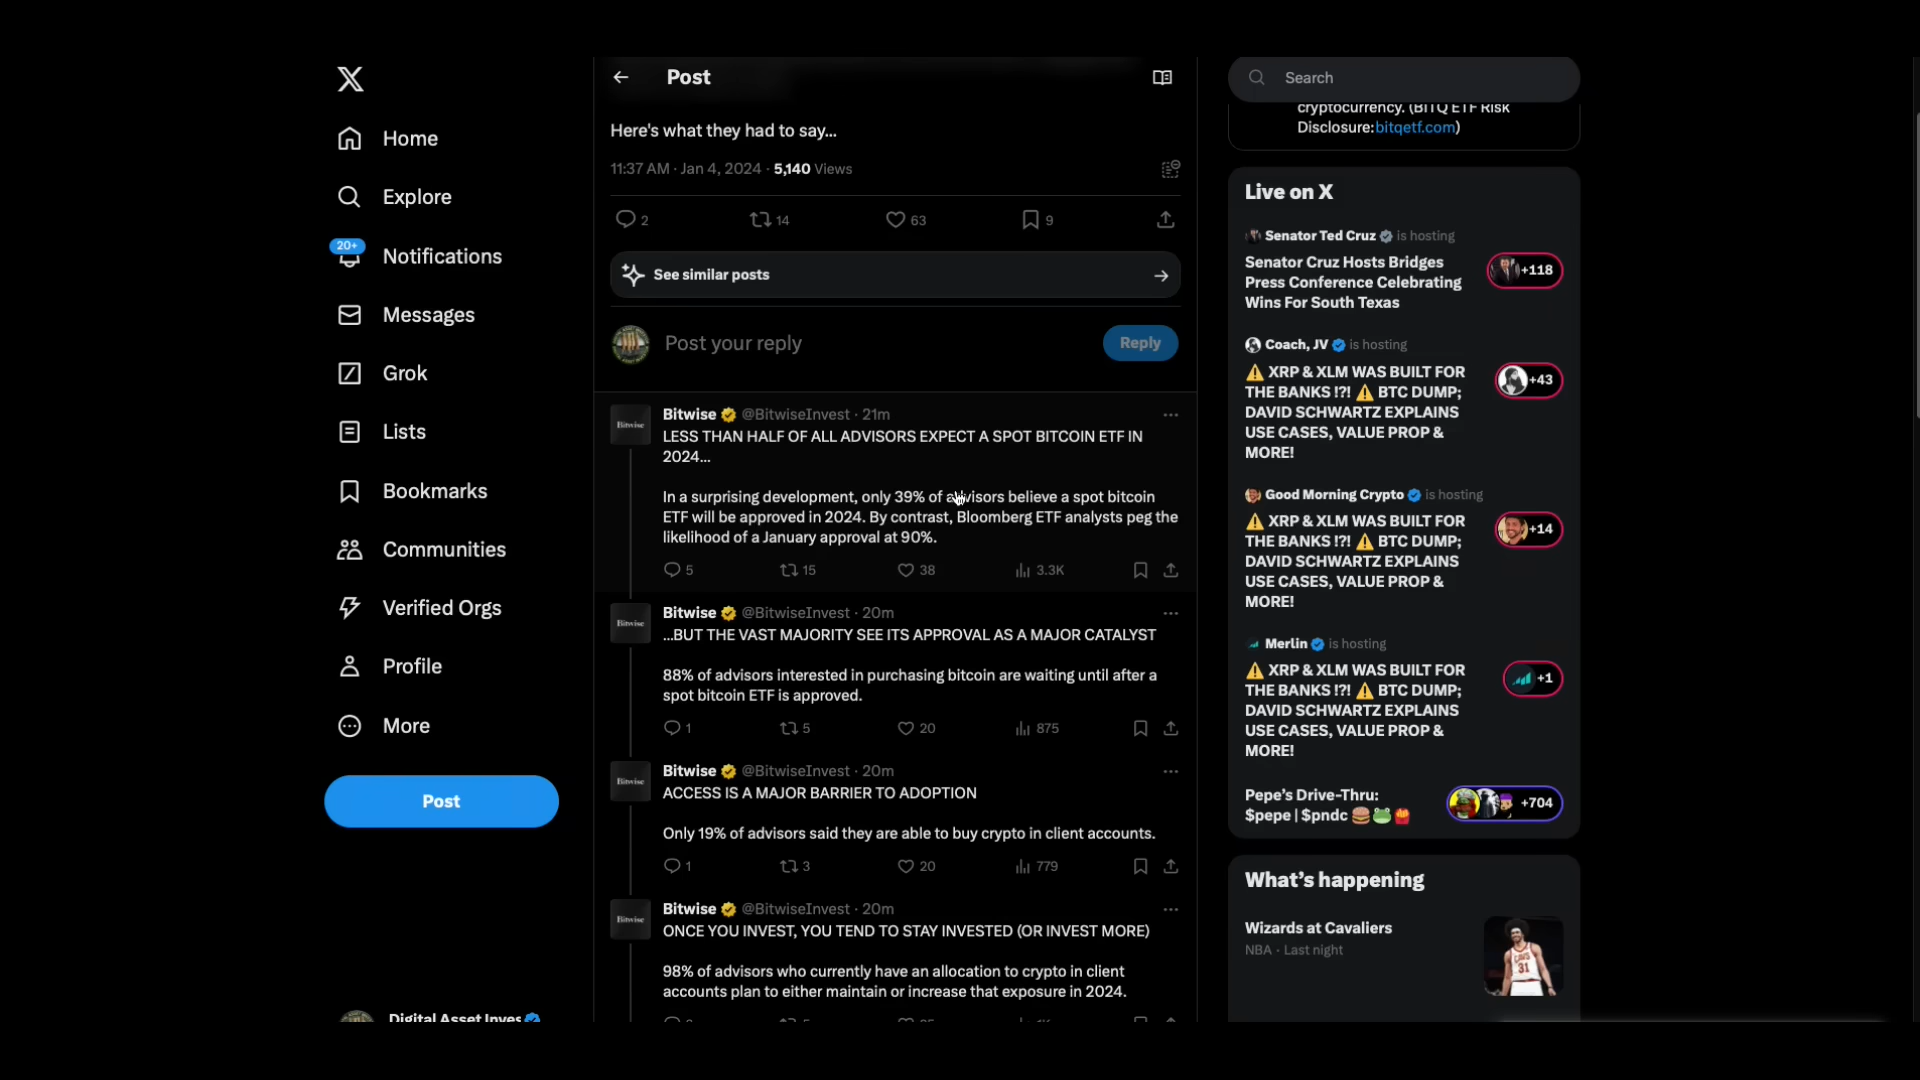 Home
Explore
20+
Notifications
Messages
Grok
Lists
Bookmarks
Communities
Verified Orgs
Profile
More
Post
Digital Asset Inves
Post
Here's what they had to say...
11:37 AM · Jan 4, 2024 · 5,140 Views
2 14 63 9
See similar posts
Post your reply
Reply
Bitwise @BitwiseInvest · 21m
LESS THAN HALF OF ALL ADVISORS EXPECT A SPOT BITCOIN ETF IN
2024...
In a surprising development, only 39% of advisors believe a spot bitcoin
ETF will be approved in 2024. By contrast, Bloomberg ETF analysts peg the
likelihood of a January approval at 90%.
5 15 38 3.3K
Bitwise @BitwiseInvest · 20m
...BUT THE VAST MAJORITY SEE ITS APPROVAL AS A MAJOR CATALYST
88% of advisors interested in purchasing bitcoin are waiting until after a
spot bitcoin ETF is approved.
1 5 20 875
Bitwise @BitwiseInvest · 20m
ACCESS IS A MAJOR BARRIER TO ADOPTION
Only 19% of advisors said they are able to buy crypto in client accounts.
1 3 20 779
Bitwise @BitwiseInvest · 20m
ONCE YOU INVEST, YOU TEND TO STAY INVESTED (OR INVEST MORE)
98% of advisors who currently have an allocation to crypto in client
accounts plan to either maintain or increase that exposure in 2024.
Search
cryptocurrency. (BITQ ETF Risk
Disclosure:bitqetf.com)
Live on X
Senator Ted Cruz is hosting
Senator Cruz Hosts Bridges
Press Conference Celebrating
Wins For South Texas
+118
Coach, JV is hosting
⚠️ XRP & XLM WAS BUILT FOR
THE BANKS !?! ⚠️ BTC DUMP;
DAVID SCHWARTZ EXPLAINS
USE CASES, VALUE PROP &
MORE!
+43
Good Morning Crypto is hosting
⚠️ XRP & XLM WAS BUILT FOR
THE BANKS !?! ⚠️ BTC DUMP;
DAVID SCHWARTZ EXPLAINS
USE CASES, VALUE PROP &
MORE!
+14
Merlin is hosting
⚠️ XRP & XLM WAS BUILT FOR
THE BANKS !?! ⚠️ BTC DUMP;
DAVID SCHWARTZ EXPLAINS
USE CASES, VALUE PROP &
MORE!
+1
Pepe's Drive-Thru:
$pepe | $pndc 🍔🐸🍟
+704
What's happening
Wizards at Cavaliers
NBA · Last night